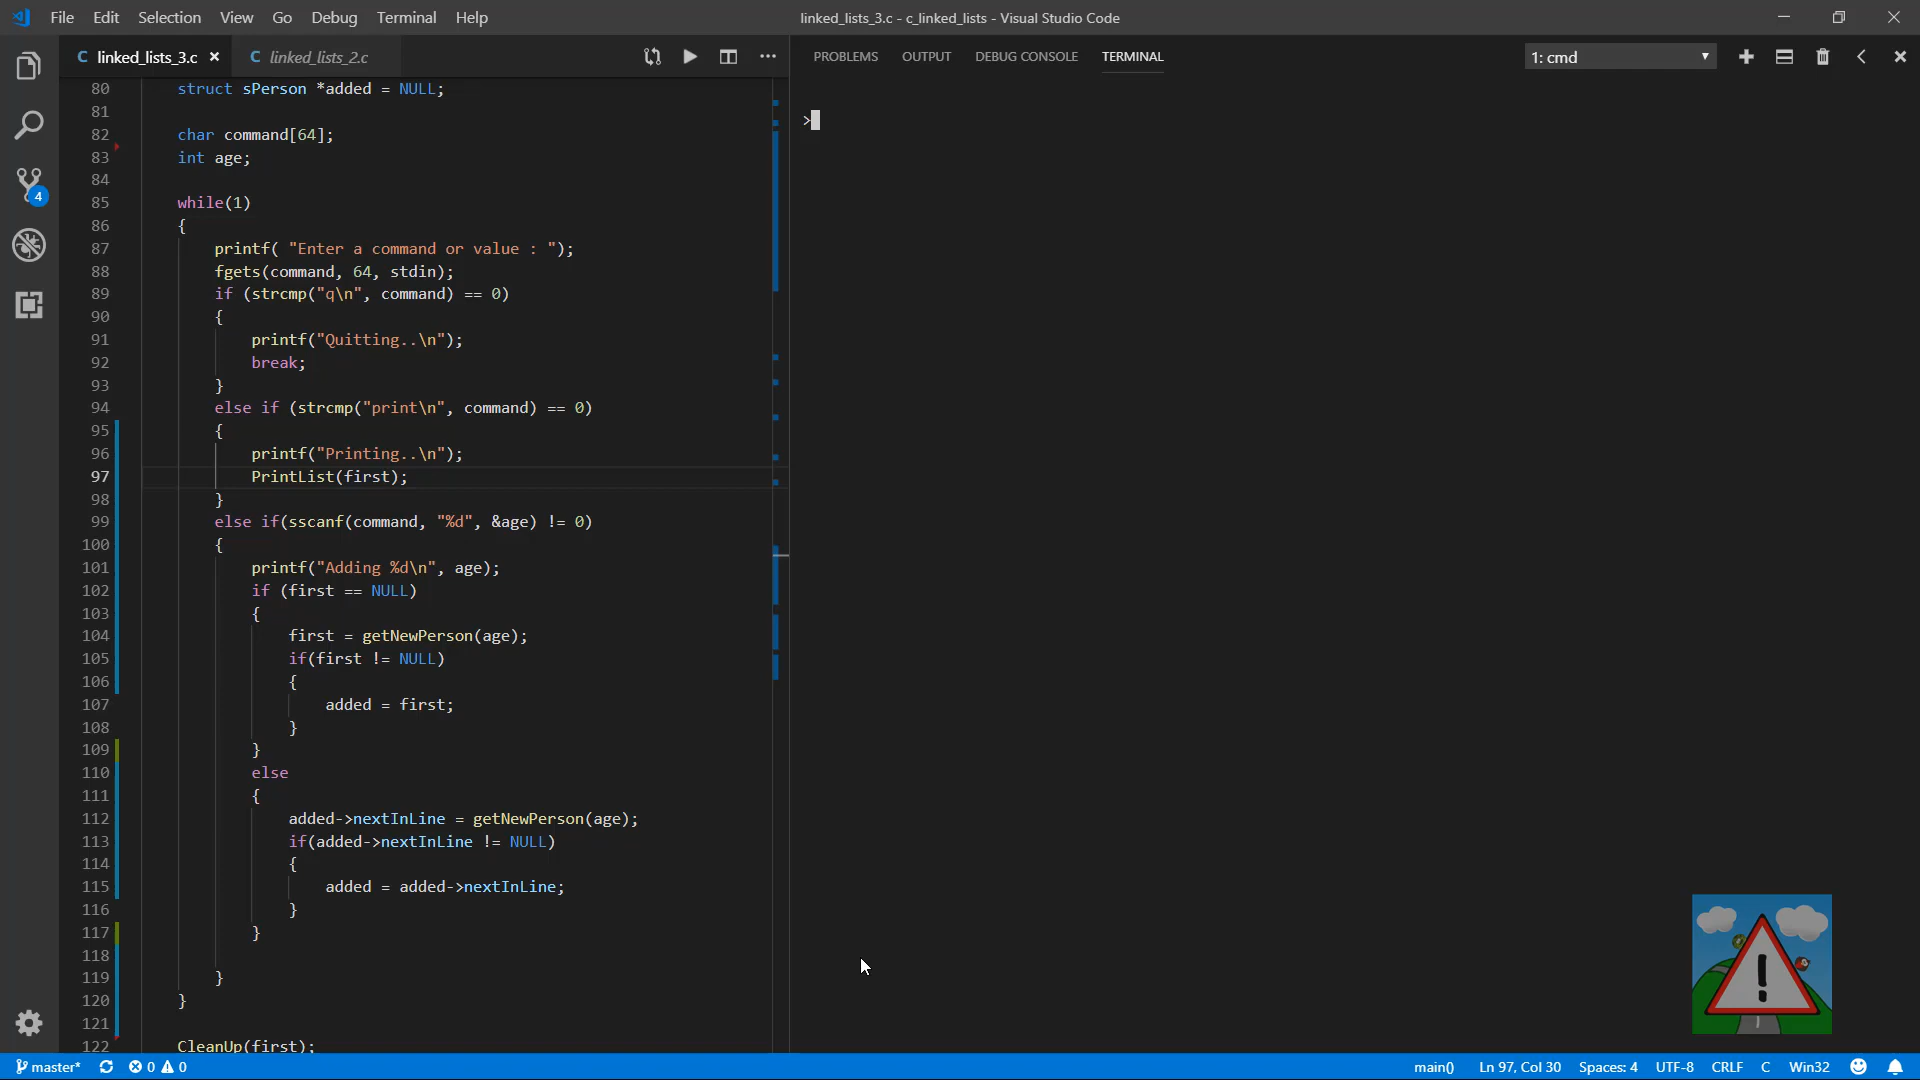 File Edit Selection View Go Debug Terminal Help
linked_lists_3.c - c_linked_lists - Visual Studio Code
C linked_lists_3.c
C linked_lists_2.c
80 struct sPerson *added = NULL;
81
82 char command[64];
83 int age;
84
85 while(1)
86 {
87 printf( "Enter a command or value : ");
88 fgets(command, 64, stdin);
89 if (strcmp("q\n", command) == 0)
90 {
91 printf("Quitting..\n");
92 break;
93 }
94 else if (strcmp("print\n", command) == 0)
95 {
96 printf("Printing..\n");
97 PrintList(first);
98 }
99 else if(sscanf(command, "%d", &age) != 0)
100 {
101 printf("Adding %d\n", age);
102 if (first == NULL)
103 {
104 first = getNewPerson(age);
105 if(first != NULL)
106 {
107 added = first;
108 }
109 }
110 else
111 {
112 added->nextInLine = getNewPerson(age);
113 if(added->nextInLine != NULL)
114 {
115 added = added->nextInLine;
116 }
117 }
118
119 }
120 }
121
122 CleanUp(first);
PROBLEMS OUTPUT DEBUG CONSOLE TERMINAL
1: cmd
>
4
!
master* 0 0
main() Ln 97, Col 30 Spaces: 4 UTF-8 CRLF C Win32